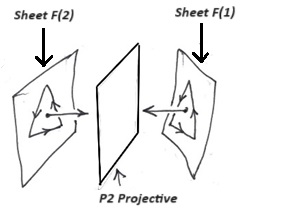 Sheet F(2)
Sheet F(1)
P2 Projective